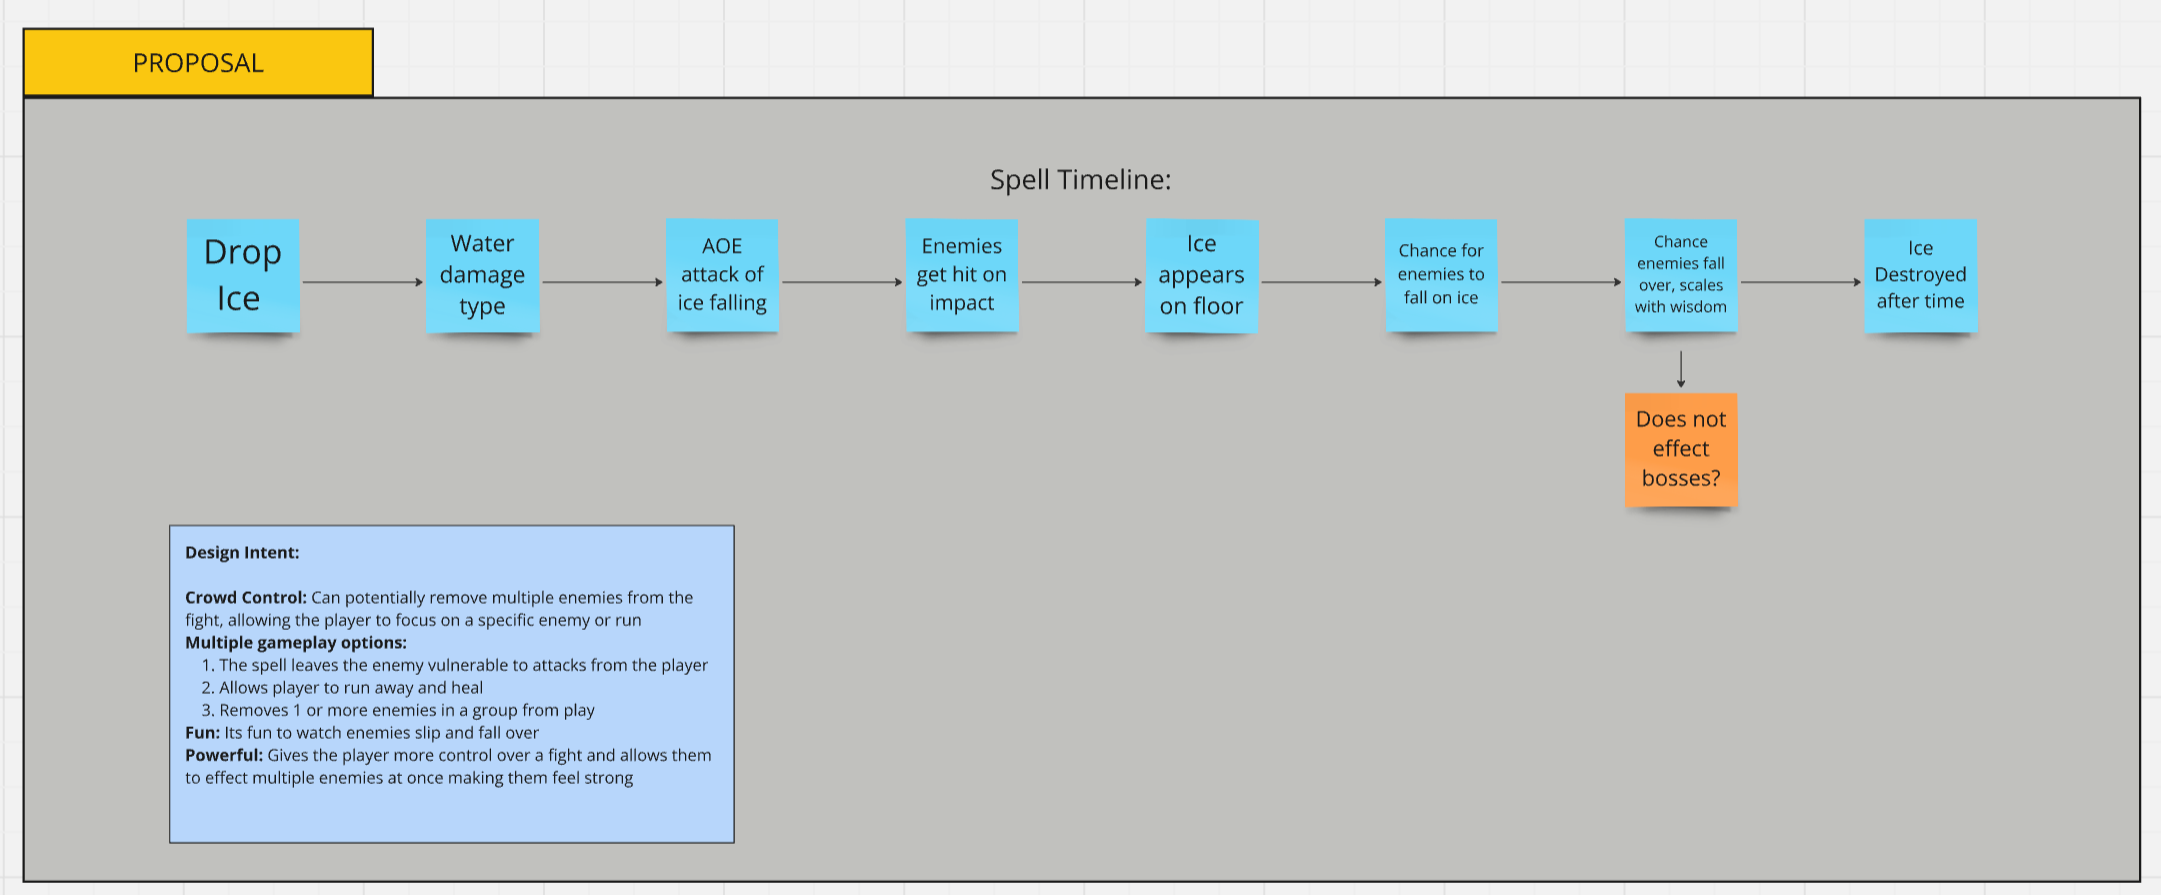 PROPOSAL
Spell Timeline:
Drop
Ice
Water
damage
type
AOE
attack of
ice falling
Enemies
get hit on
impact
Ice
appears
on floor
Chance for
enemies to
fall on ice
Chance
enemies fall
over, scales
with wisdom
Ice
Destroyed
after time
Does not
effect
bosses?
Design Intent:
Crowd Control: Can potentially remove multiple enemies from the
fight, allowing the player to focus on a specific enemy or run
Multiple gameplay options:
1. The spell leaves the enemy vulnerable to attacks from the player
2. Allows player to run away and heal
3. Removes 1 or more enemies in a group from play
Fun: Its fun to watch enemies slip and fall over
Powerful: Gives the player more control over a fight and allows them
to effect multiple enemies at once making them feel strong